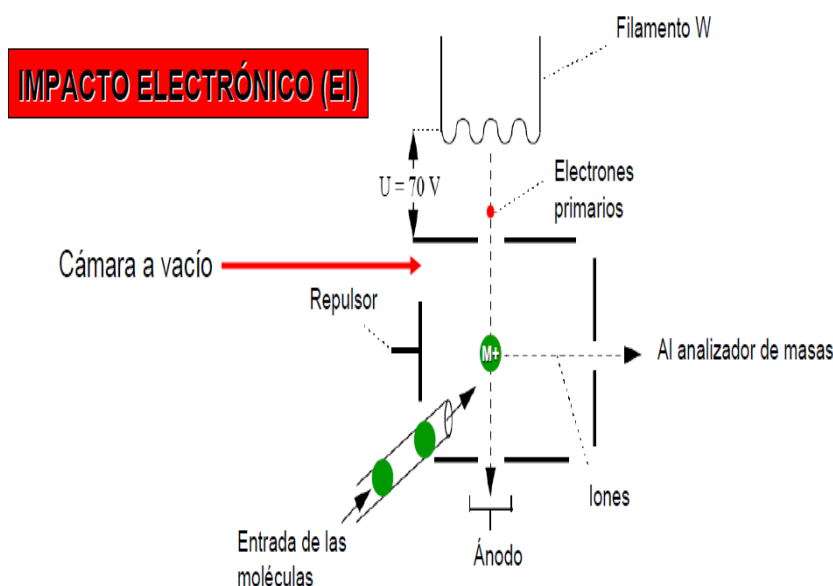 Filamento W
IMPACTO ELECTRÓNICO (EI)
Electrones
primarios
U = 70 V
Cámara a vacío
Repulsor
M+
Al analizador de masas
Iones
Entrada de las
moléculas
Ánodo